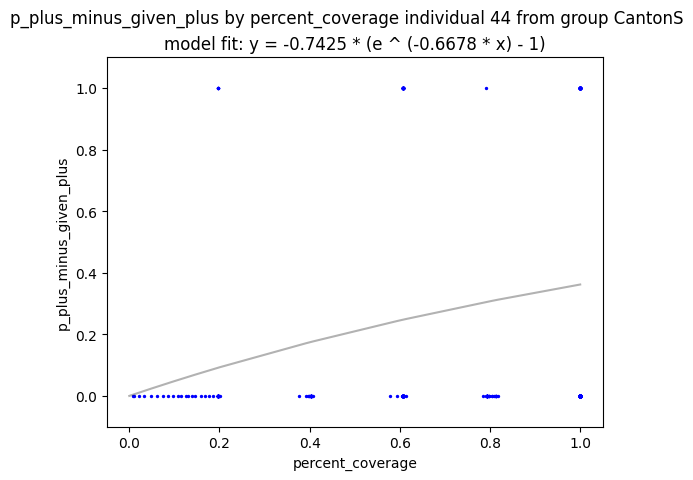 p_plus_minus_given_plus by percent_coverage individual 44 from group CantonS
model fit: y = -0.7425 * (e ^ (-0.6678 * x) - 1)
1.0
0.8
0.6
0.4
0.2
0.0
p_plus_minus_given_plus
0.0 0.2 0.4 0.6 0.8 1.0
percent_coverage